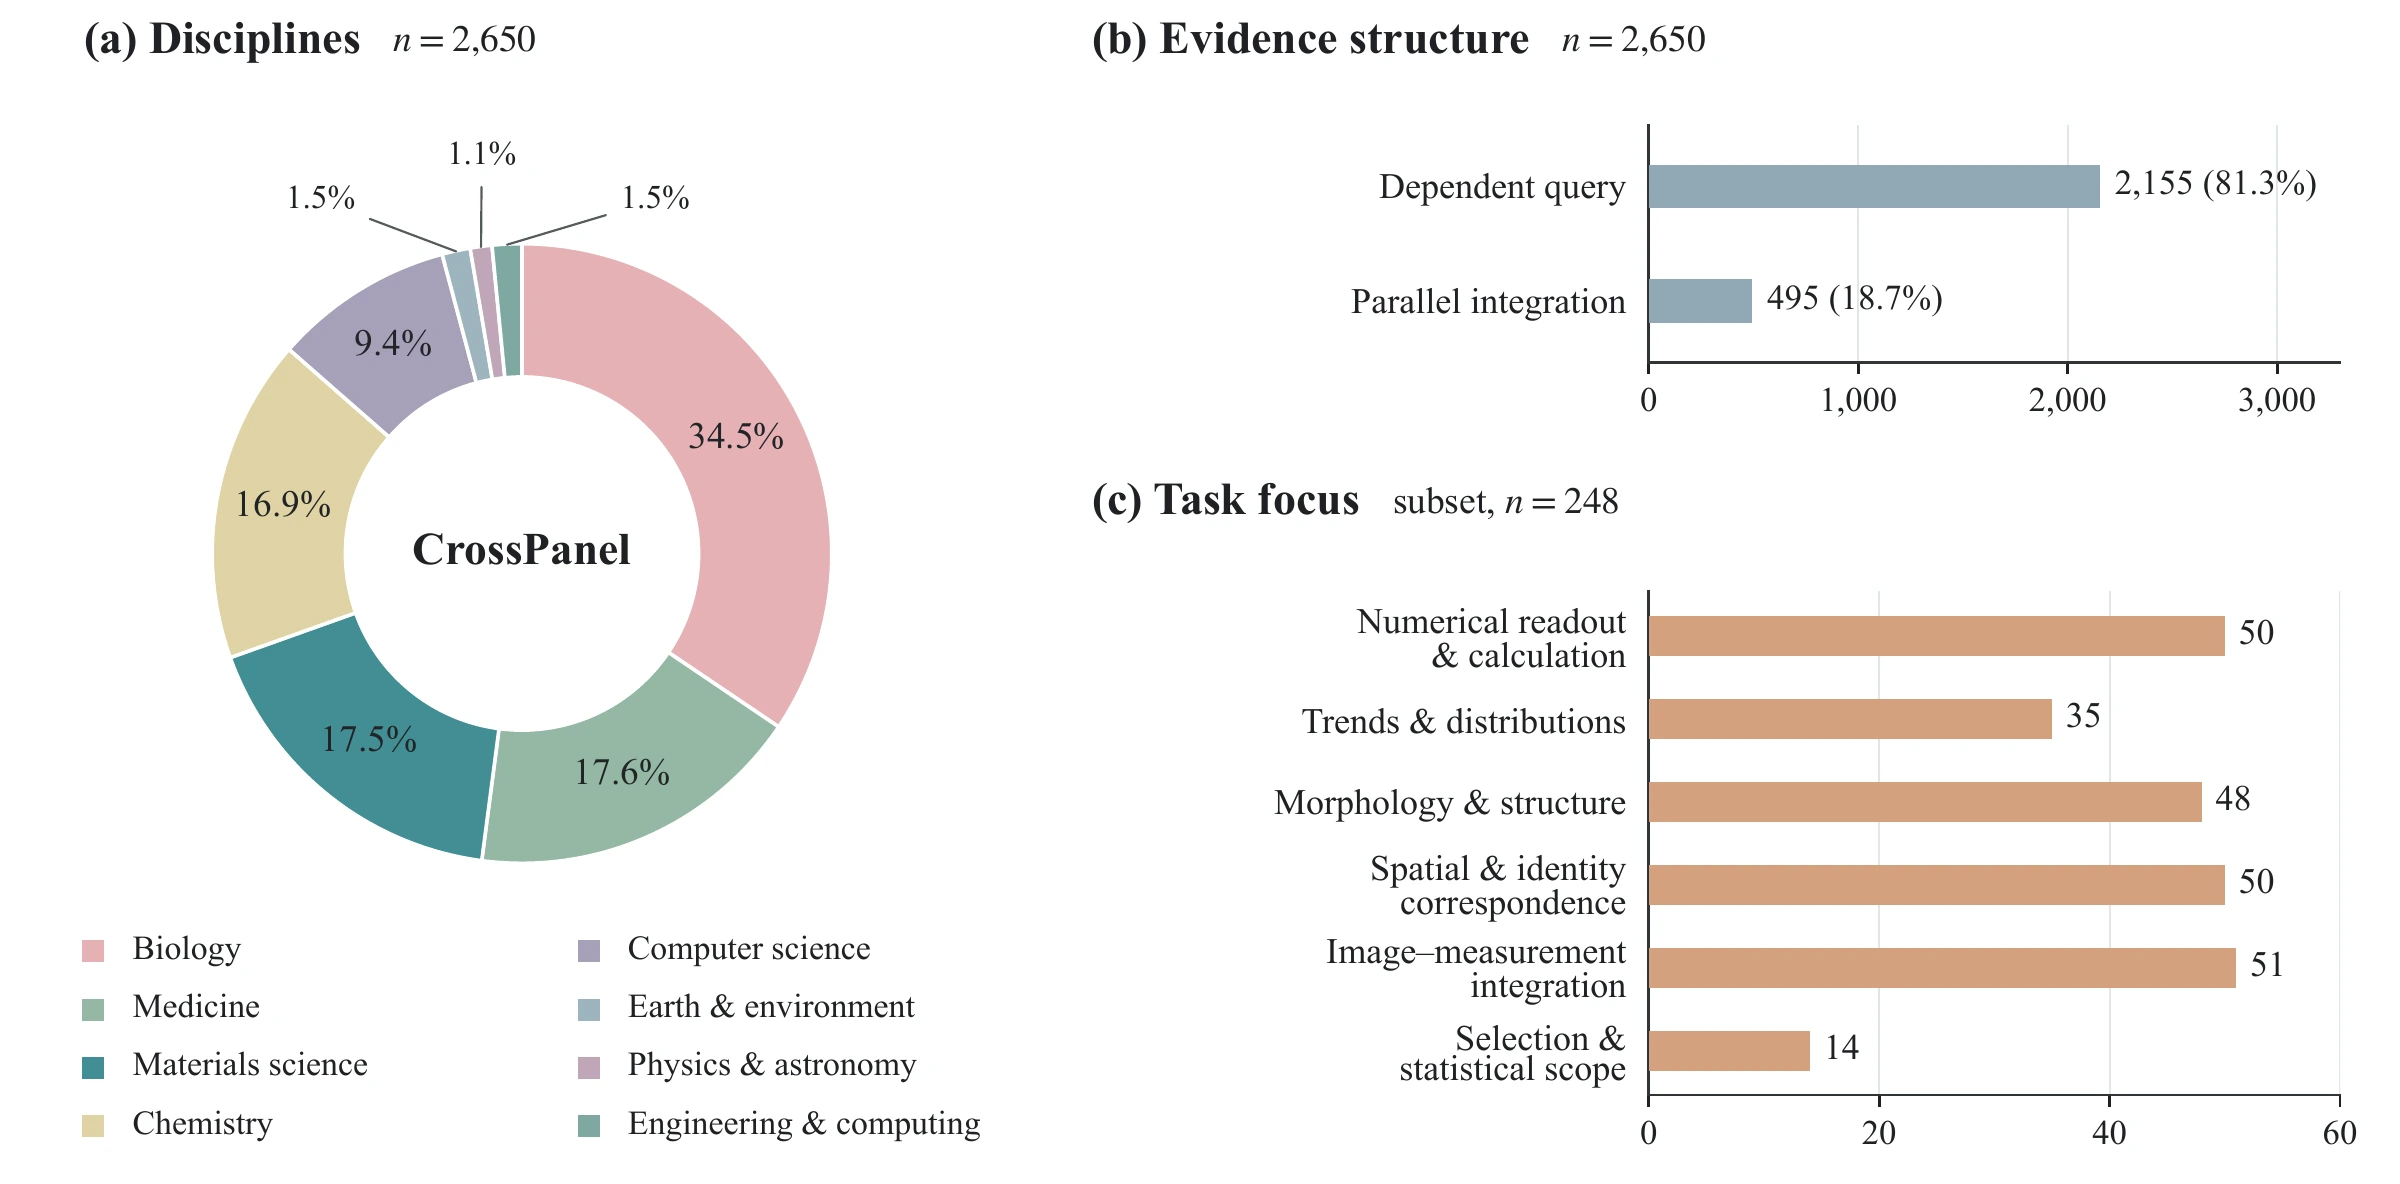 (a) Disciplines n = 2,650
1.1%
1.5%
1.5%
9.4%
34.5%
16.9%
CrossPanel
17.5%
17.6%
Biology
Medicine
Materials science
Chemistry
Computer science
Earth & environment
Physics & astronomy
Engineering & computing
(b) Evidence structure n = 2,650
Dependent query 2,155 (81.3%)
Parallel integration 495 (18.7%)
0 1,000 2,000 3,000
(c) Task focus subset, n = 248
Numerical readout
& calculation
50
Trends & distributions 35
Morphology & structure 48
Spatial & identity
correspondence
50
Image–measurement
integration
51
Selection &
statistical scope
14
0 20 40 60